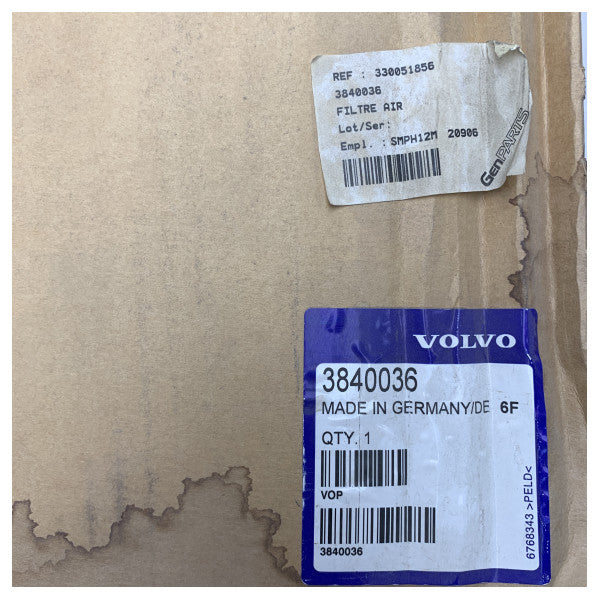 REF : 330051856
3840036
FILTRE AIR
Lot/Ser:
Empl. : SMPH12M 20906
GenPARTS
VOLVO
3840036
MADE IN GERMANY/DE 6F
QTY. 1
VOP
3840036
6768343 >PELD<